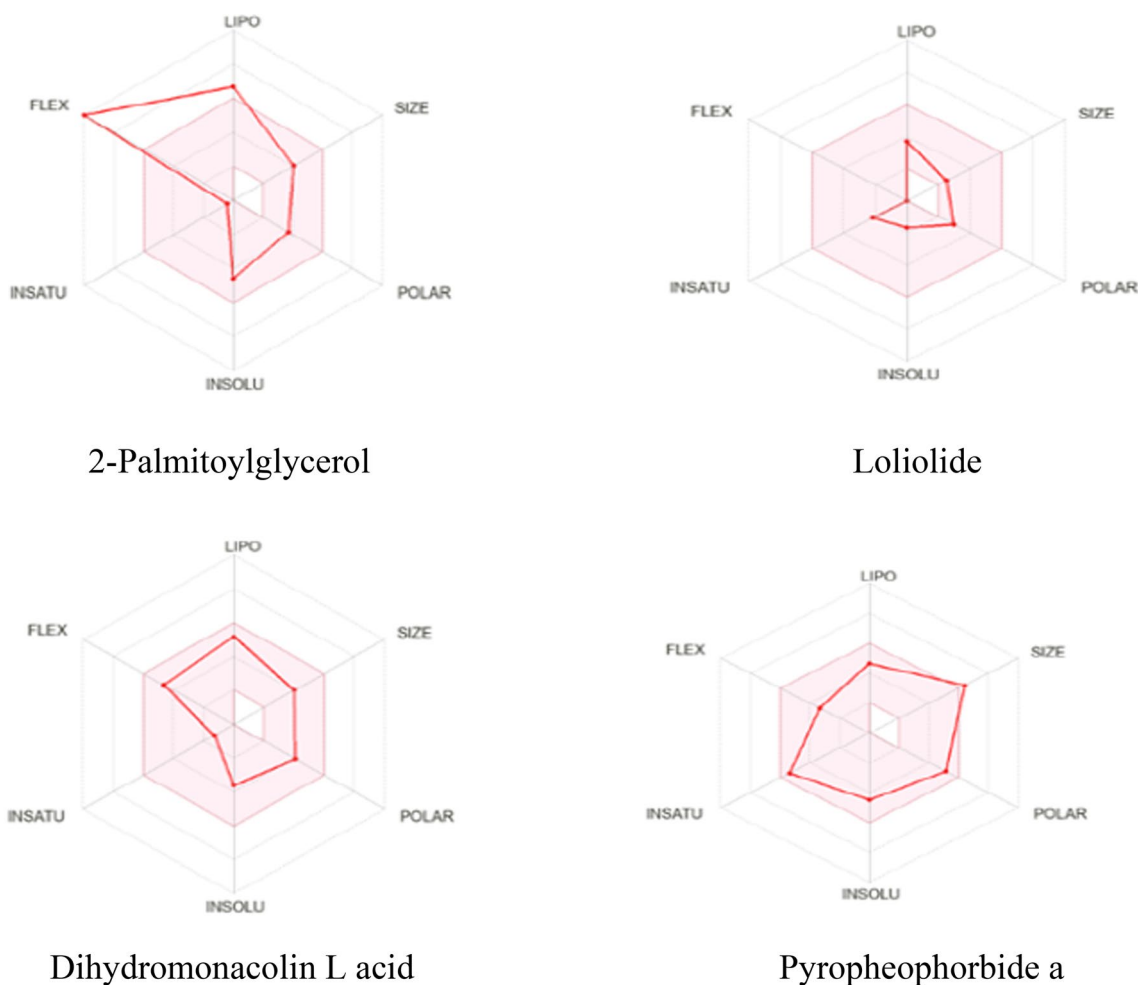 LIPO
FLEX
SIZE
INSATU
POLAR
INSOLU
2-Palmitoylglycerol
LIPO
FLEX
SIZE
INSATU
POLAR
INSOLU
Loliolide
LIPO
FLEX
SIZE
INSATU
POLAR
INSOLU
Dihydromonacolin L acid
LIPO
FLEX
SIZE
INSATU
POLAR
INSOLU
Pyropheophorbide a